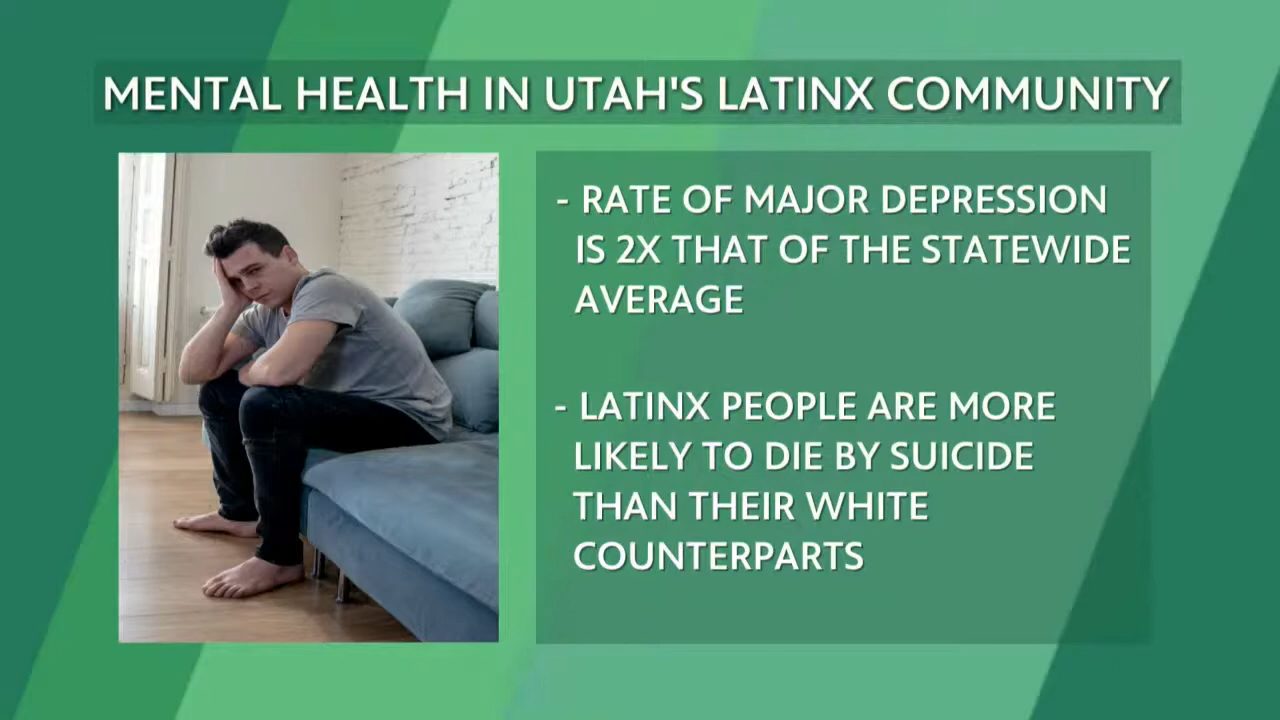 MENTAL HEALTH IN UTAH'S LATINX COMMUNITY
- RATE OF MAJOR DEPRESSION
IS 2X THAT OF THE STATEWIDE
AVERAGE
- LATINX PEOPLE ARE MORE
LIKELY TO DIE BY SUICIDE
THAN THEIR WHITE
COUNTERPARTS